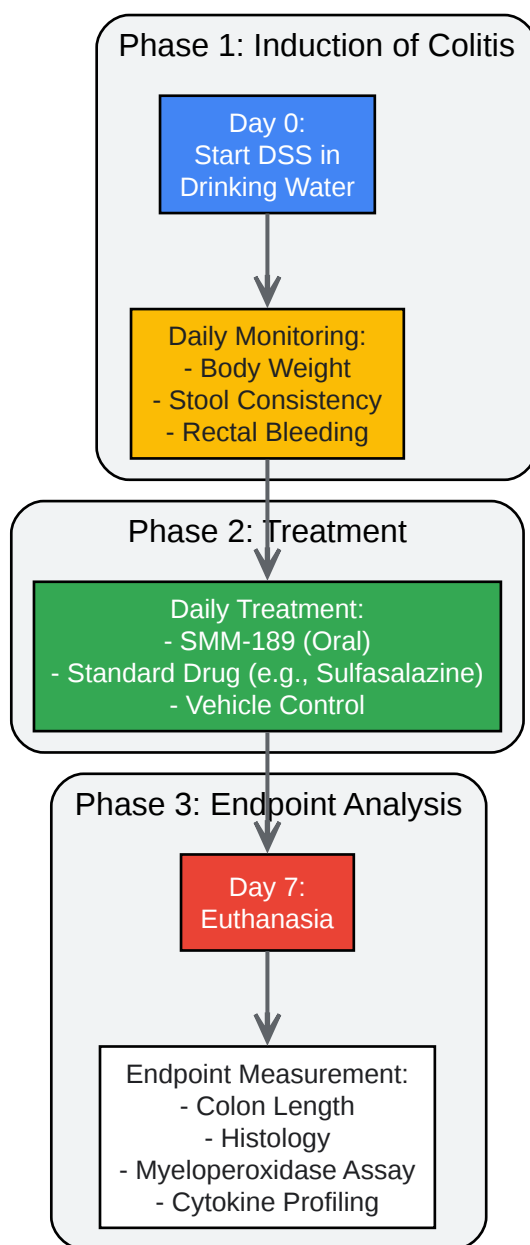 Phase 1: Induction of Colitis
Day 0:
Start DSS in
Drinking Water
Daily Monitoring:
- Body Weight
- Stool Consistency
- Rectal Bleeding
Phase 2: Treatment
Daily Treatment:
- SMM-189 (Oral)
- Standard Drug (e.g., Sulfasalazine)
- Vehicle Control
Phase 3: Endpoint Analysis
Day 7:
Euthanasia
Endpoint Measurement:
- Colon Length
- Histology
- Myeloperoxidase Assay
- Cytokine Profiling